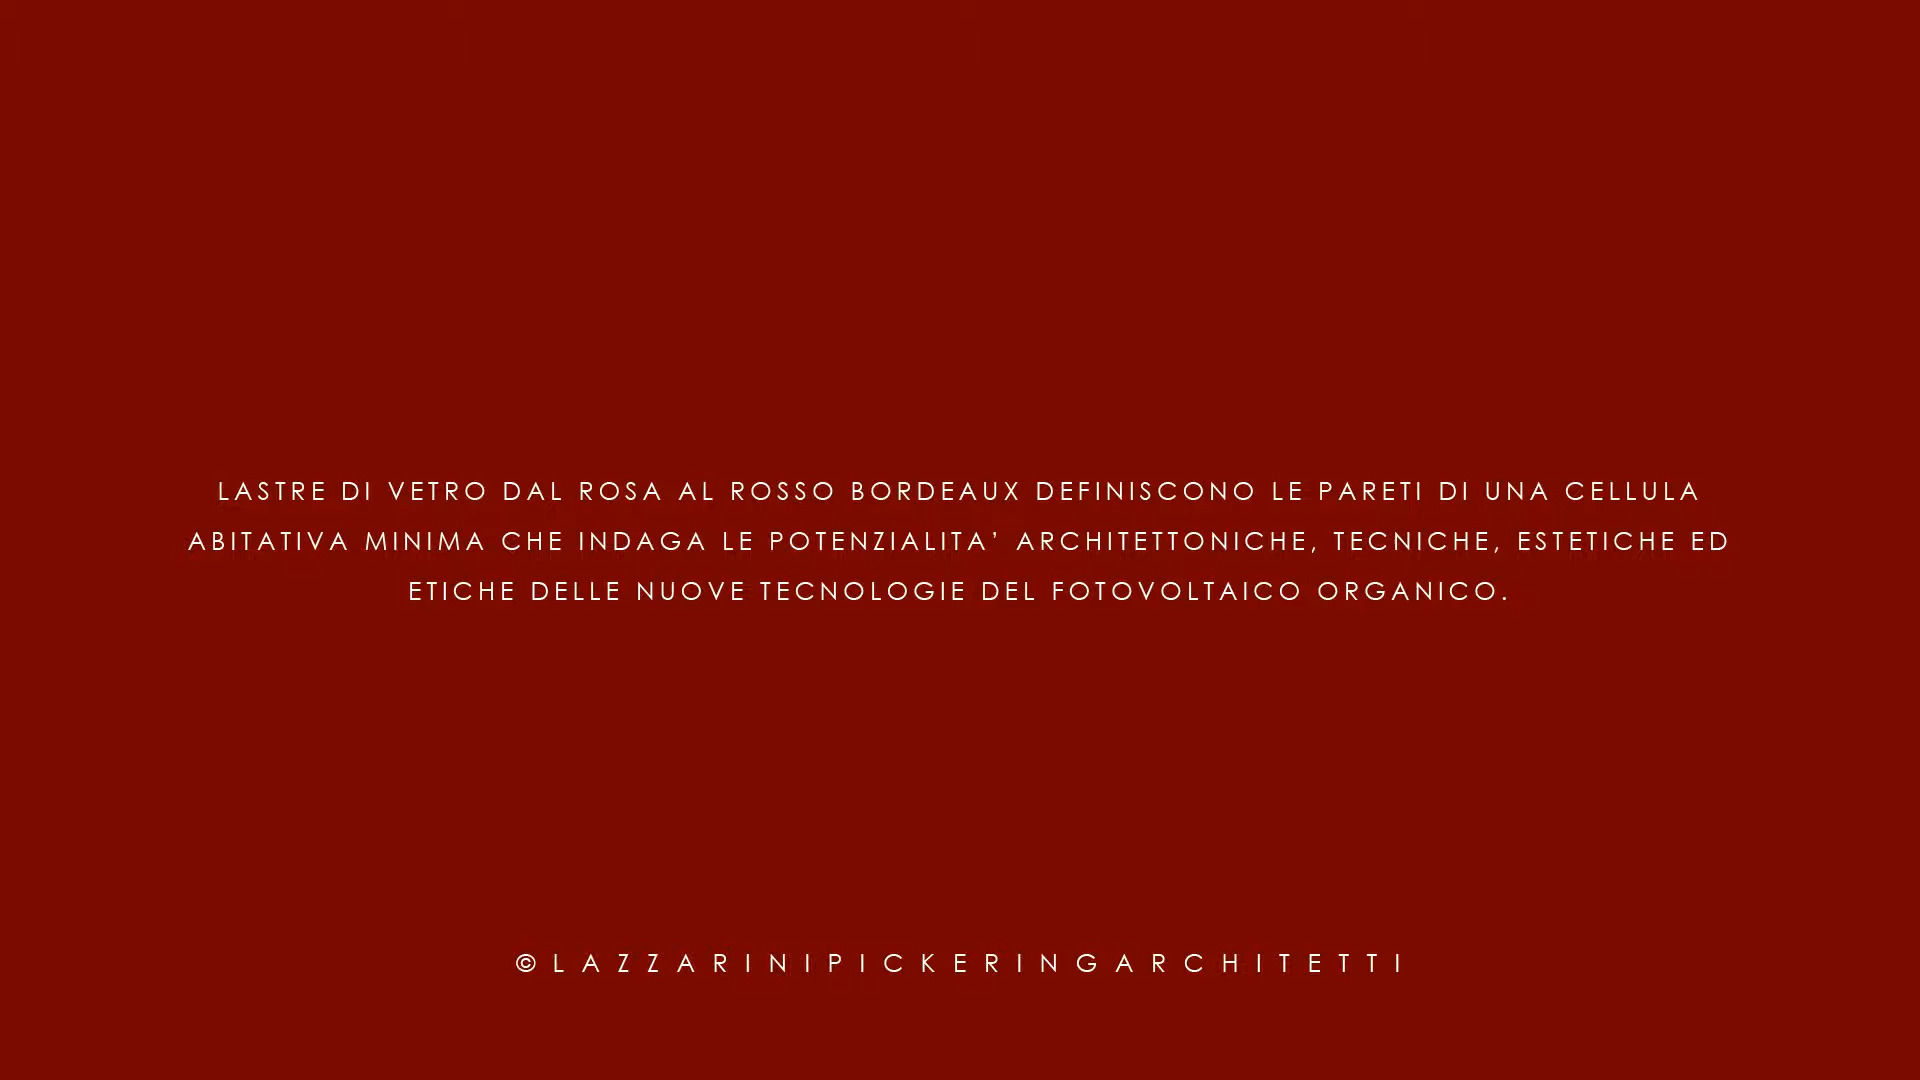 LASTRE DI VETRO DAL ROSA AL ROSSO BORDEAUX DEFINISCONO LE PARETI DI UNA CELLULA
ABITATIVA MINIMA CHE INDAGA LE POTENZIALITA’ ARCHITETTONICHE, TECNICHE, ESTETICHE ED
ETICHE DELLE NUOVE TECNOLOGIE DEL FOTOVOLTAICO ORGANICO.
©LAZZARINIPICKERINGARCHITETTI